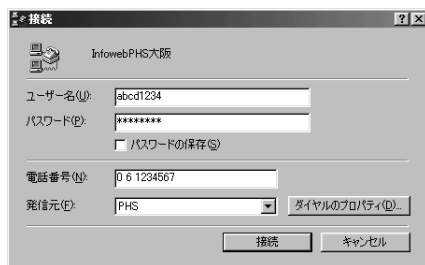 接続
InfowebPHS大阪
ユーザー名(U): abcd1234
パスワード(P): ********
パスワードの保存(S)
電話番号(N): 0 6 1234567
発信元(F): PHS ダイヤルのプロパティ(D)...
接続 キャンセル